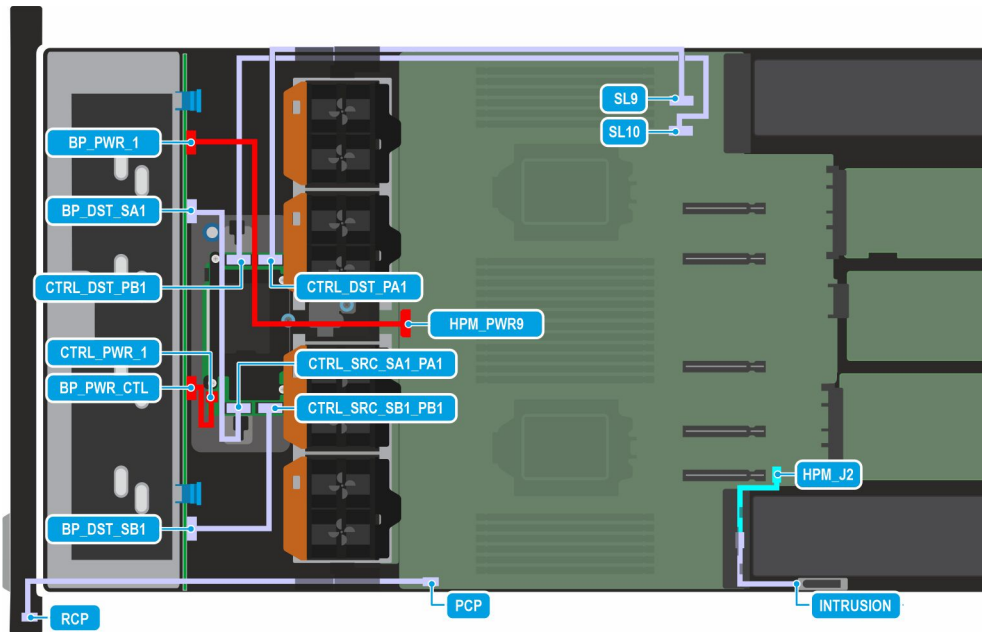 SL9
SL10
BP_PWR_1
BP_DST_SA1
CTRL_DST_PB1
CTRL_DST_PA1
HPM_PWR9
CTRL_PWR_1
CTRL_SRC_SA1_PA1
BP_PWR_CTL
CTRL_SRC_SB1_PB1
HPM_J2
BP_DST_SB1
RCP
PCP
INTRUSION